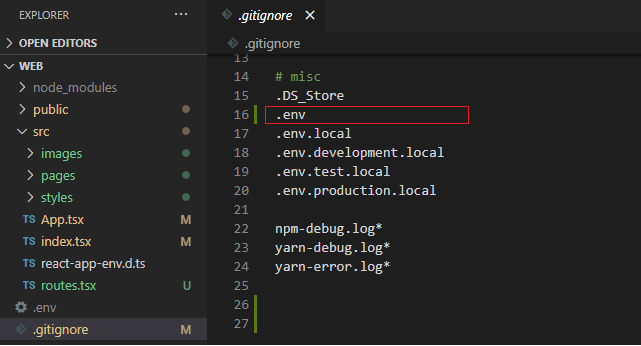 EXPLORER
...
OPEN EDITORS
WEB
node_modules
public
src
images
pages
styles
TS App.tsx M
TS index.tsx M
TS react-app-env.d.ts
TS routes.tsx U
.env
.gitignore M
.gitignore
.gitignore
13
14 # misc
15 .DS_Store
16 .env
17 .env.local
18 .env.development.local
19 .env.test.local
20 .env.production.local
21
22 npm-debug.log*
23 yarn-debug.log*
24 yarn-error.log*
25
26
27